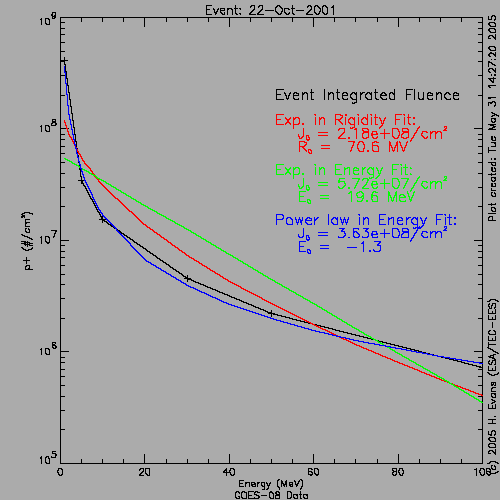 Event: 22-Oct-2001
10⁹
10⁸
10⁷
10⁶
10⁵
p+ (#/cm²)
Event Integrated Fluence
Exp. in Rigidity Fit:
J₀ = 2.18e+08/cm²
R₀ = 70.6 MV
Exp. in Energy Fit:
J₀ = 5.72e+07/cm²
E₀ = 19.6 MeV
Power law in Energy Fit:
J₀ = 3.63e+08/cm²
E₀ = -1.3
0 20 40 60 80 100
Energy (MeV)
GOES-08 Data
Plot created: Tue May 31 14:27:20 2005
(c) 2005 H. Evans (ESA/TEC-EES)